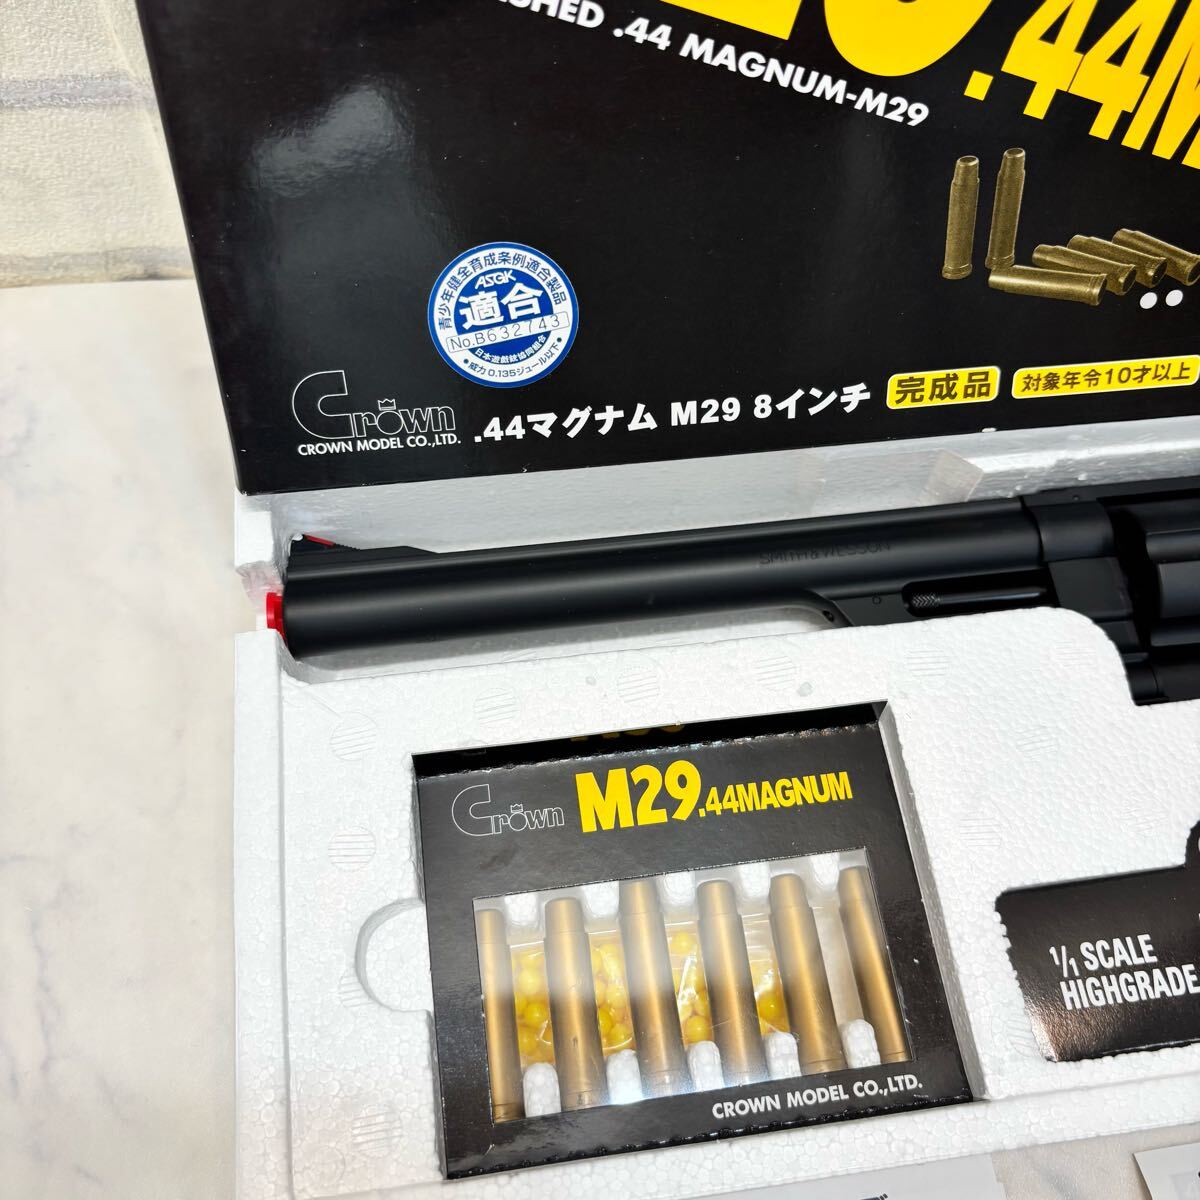 .44M
.44 MAGNUM-M29
青少年健全育成条例適合製品
ASGK
適合
No.B632743
日本遊戯銃協同組合
・威力0.135ジュール以下・
Crown
CROWN MODEL CO.,LTD.
.44マグナム M29 8インチ
完成品
対象年令10才以上
SMITH & WESSON
Crown
M29.44MAGNUM
CROWN MODEL CO.,LTD.
1/1 SCALE
HIGHGRADE